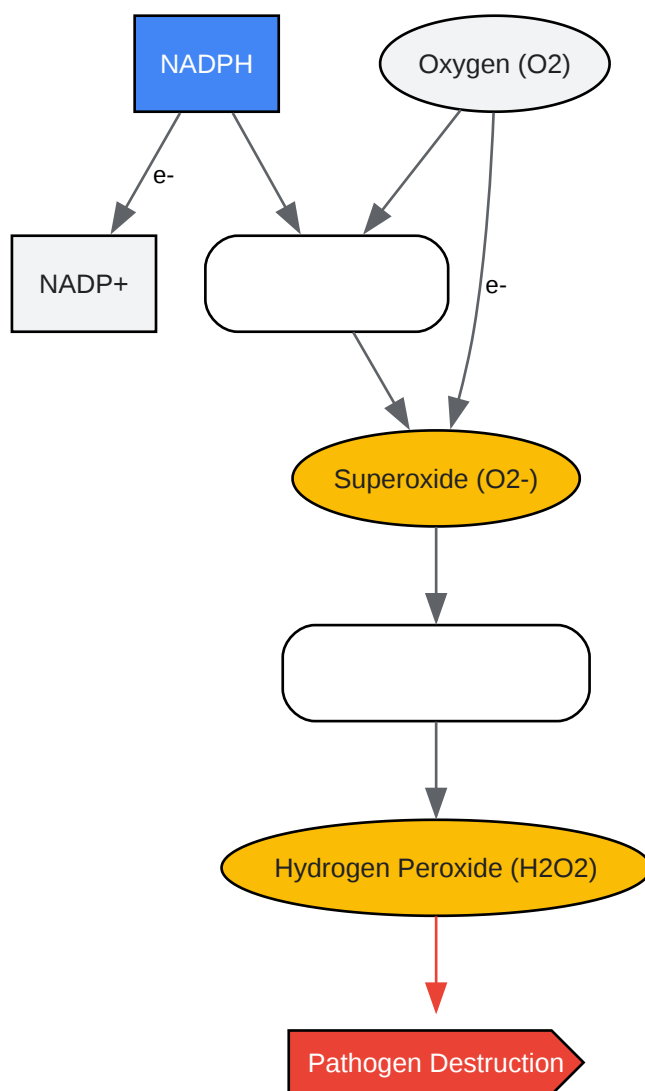 NADPH
Oxygen (O2)
e-
NADP+
e-
Superoxide (O2-)
Hydrogen Peroxide (H2O2)
Pathogen Destruction